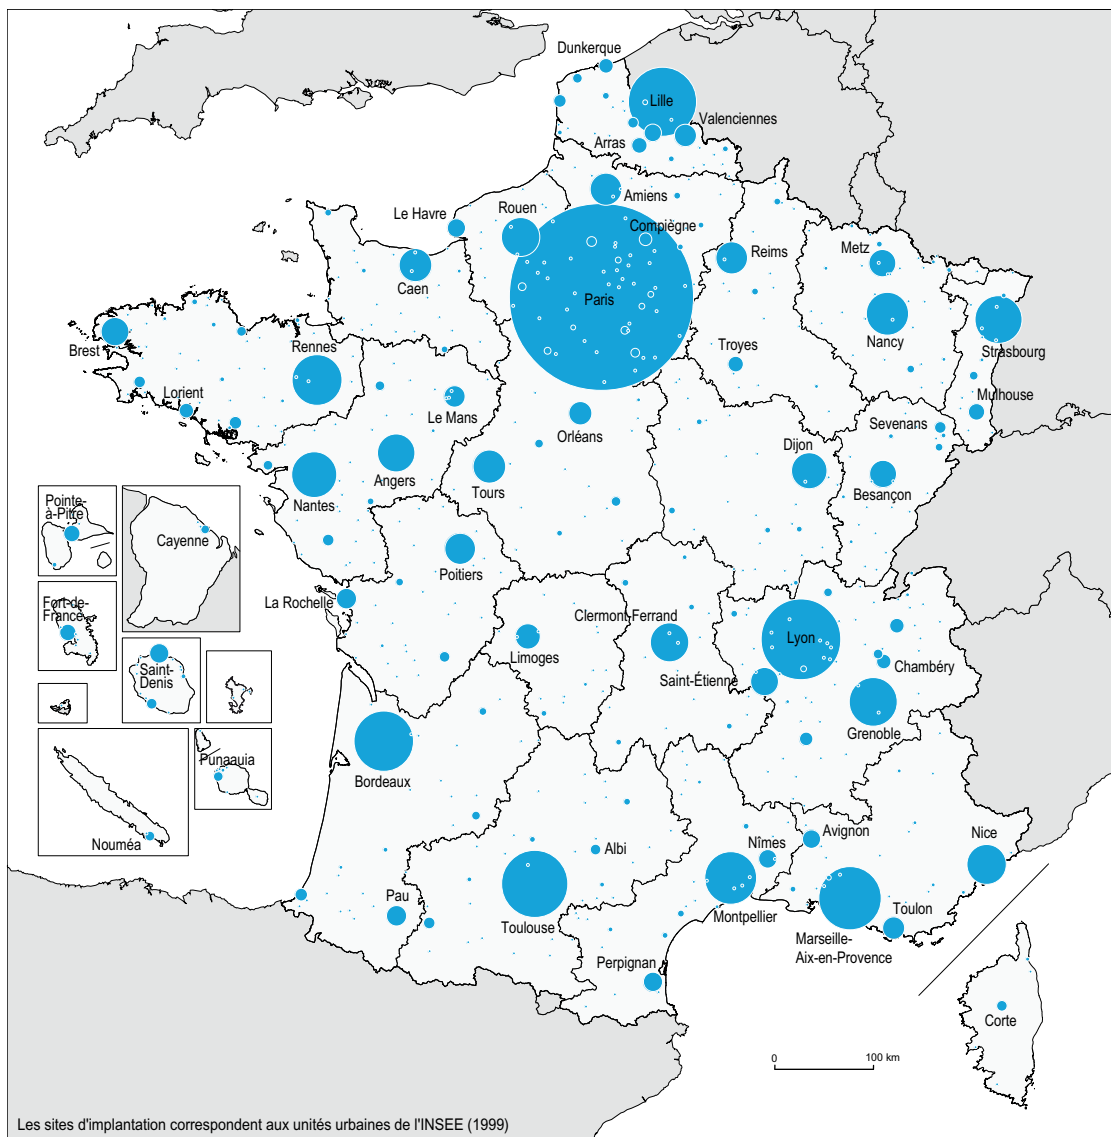 Dunkerque
Lille
Valenciennes
Arras
Amiens
Rouen
Le Havre
Compiègne
Reims
Metz
Caen
Paris
Nancy
Strasbourg
Brest
Rennes
Troyes
Lorient
Le Mans
Orléans
Mulhouse
Sevenans
Dijon
Angers
Tours
Besançon
Nantes
Pointe-
à-Pitre
Cayenne
Poitiers
Fort-de-
France
La Rochelle
Clermont-Ferrand
Lyon
Limoges
Saint-
Denis
Saint-Étienne
Chambéry
Grenoble
Punaauia
Bordeaux
Nouméa
Albi
Nîmes
Avignon
Nice
Pau
Toulouse
Montpellier
Toulon
Marseille-
Aix-en-Provence
Perpignan
Corte
0
100 km
Les sites d'implantation correspondent aux unités urbaines de l'INSEE (1999)